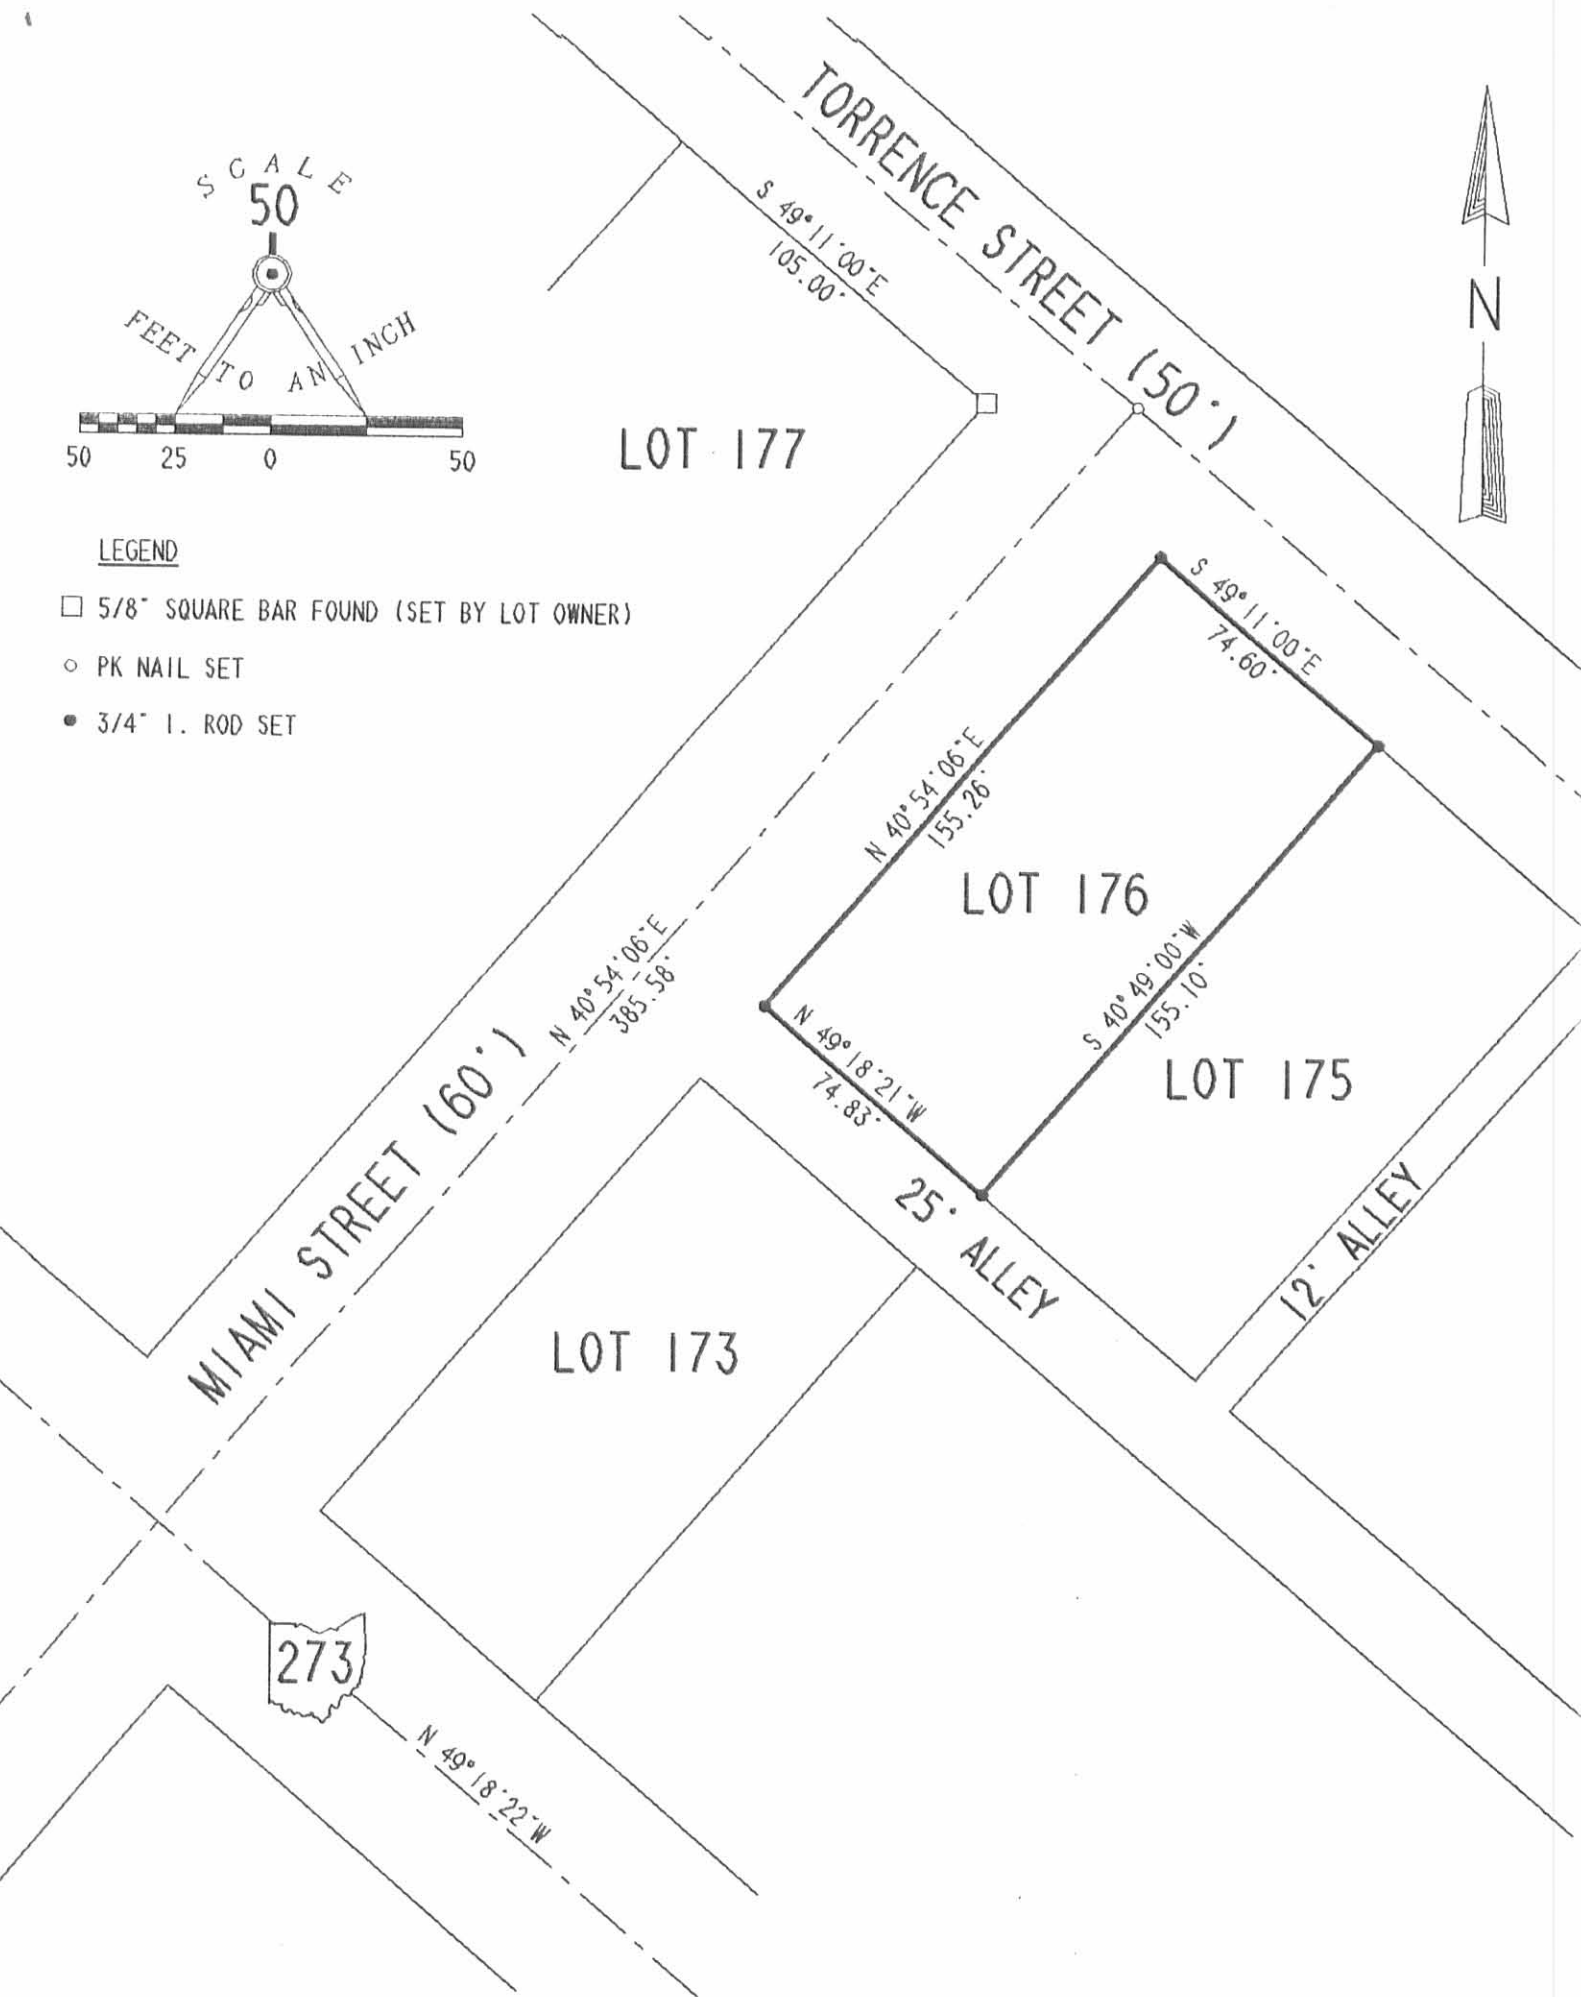 TORRENCE STREET (50')
SCALE
50
FEET TO AN INCH
50 25 0 50
S 49°11'00"E
105.00'
N
LOT 177
LEGEND
5/8" SQUARE BAR FOUND (SET BY LOT OWNER)
PK NAIL SET
3/4" I. ROD SET
S 49°11'00"E
74.60'
N 40°54'06"E
155.26'
LOT 176
S 40°49'00"W
155.10'
N 40°54'06"E
385.58'
N 49°18'21"W
74.83'
LOT 175
MIAMI STREET (60')
25' ALLEY
12' ALLEY
LOT 173
273
N 49°18'22"W